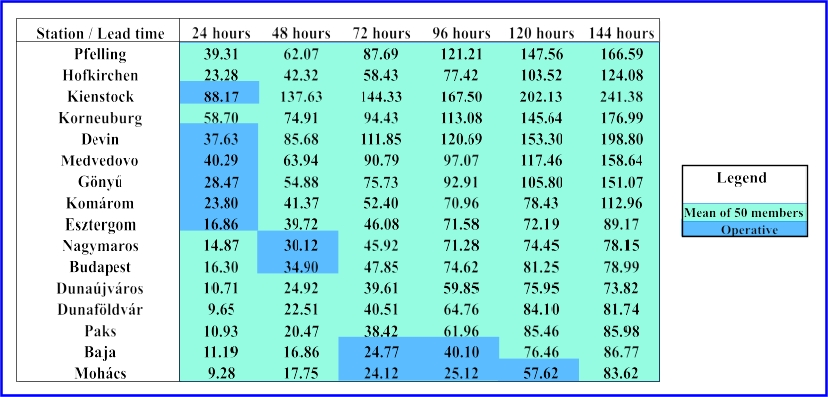 Station / Lead time 24 hours 48 hours 72 hours 96 hours 120 hours 144 hours
Pfelling 39.31 62.07 87.69 121.21 147.56 166.59
Hofkirchen 23.28 42.32 58.43 77.42 103.52 124.08
Kienstock 88.17 137.63 144.33 167.50 202.13 241.38
Korneuburg 58.70 74.91 94.43 113.08 145.64 176.99
Devin 37.63 85.68 111.85 120.69 153.30 198.80
Medvedovo 40.29 63.94 90.79 97.07 117.46 158.64
Gönyű 28.47 54.88 75.73 92.91 105.80 151.07
Komárom 23.80 41.37 52.40 70.96 78.43 112.96
Esztergom 16.86 39.72 46.08 71.58 72.19 89.17
Nagymaros 14.87 30.12 45.92 71.28 74.45 78.15
Budapest 16.30 34.90 47.85 74.62 81.25 78.99
Dunaújváros 10.71 24.92 39.61 59.85 75.95 73.82
Dunaföldvár 9.65 22.51 40.51 64.76 84.10 81.74
Paks 10.93 20.47 38.42 61.96 85.46 85.98
Baja 11.19 16.86 24.77 40.10 76.46 86.77
Mohács 9.28 17.75 24.12 25.12 57.62 83.62
Legend
Mean of 50 members
Operative